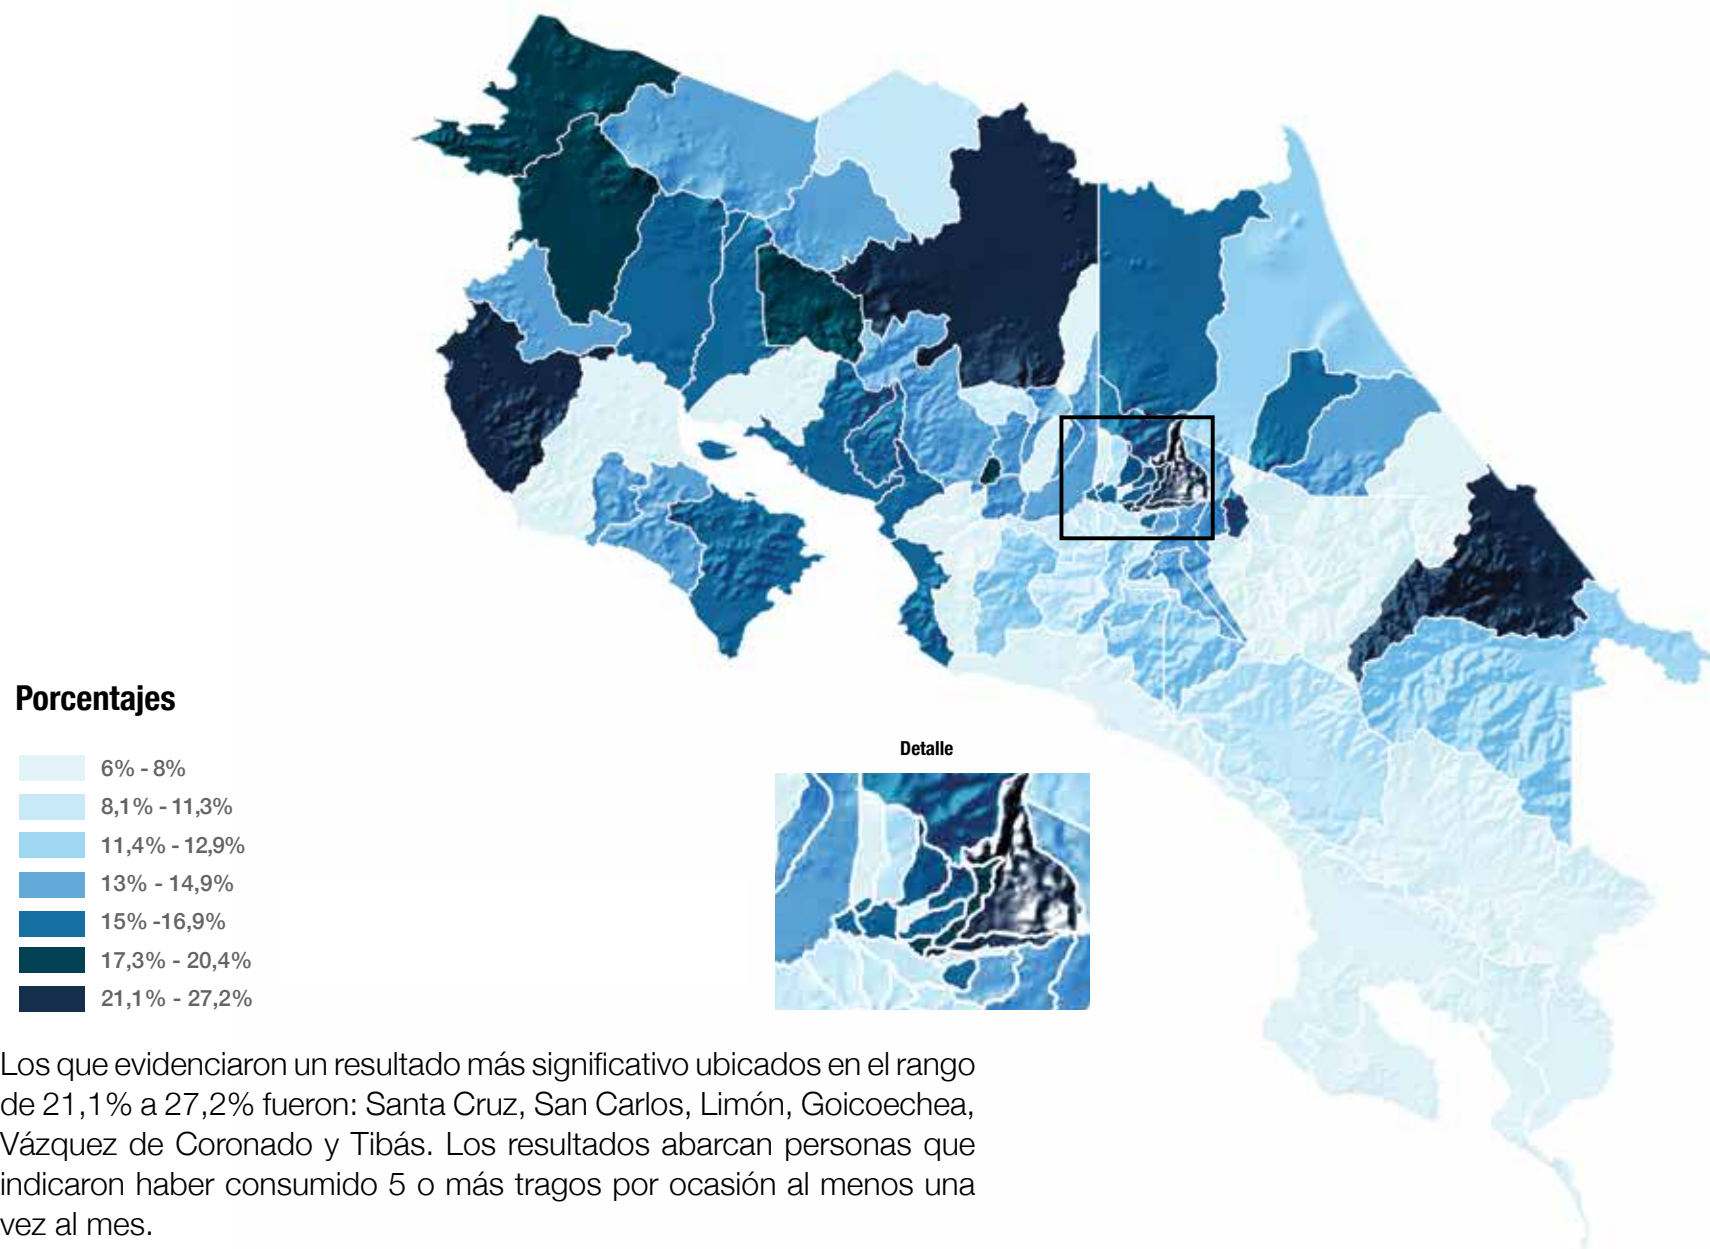 Porcentajes
6% - 8%
8,1% - 11,3%
11,4% - 12,9%
13% - 14,9%
15% -16,9%
17,3% - 20,4%
21,1% - 27,2%
Detalle
Los que evidenciaron un resultado más significativo ubicados en el rango
de 21,1% a 27,2% fueron: Santa Cruz, San Carlos, Limón, Goicoechea,
Vázquez de Coronado y Tibás. Los resultados abarcan personas que
indicaron haber consumido 5 o más tragos por ocasión al menos una
vez al mes.